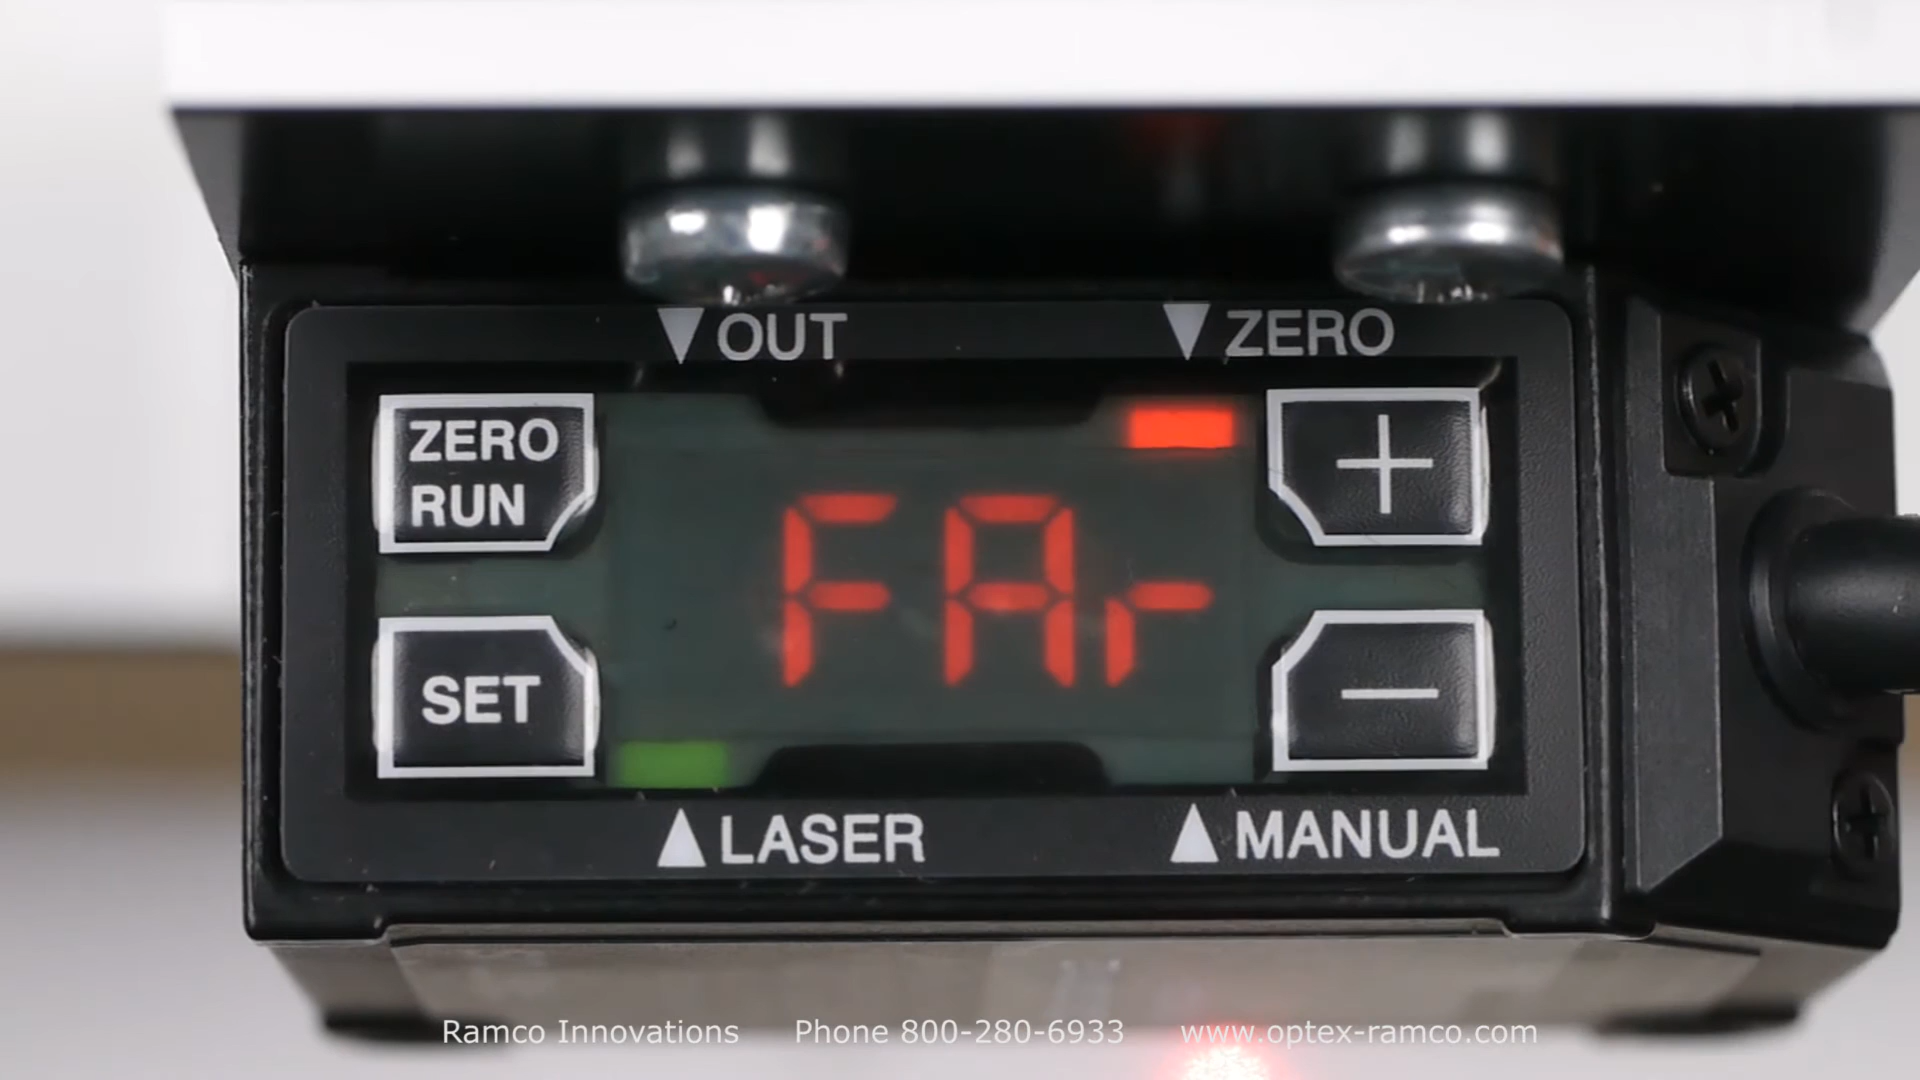 ▼OUT ▼ZERO
ZERO
RUN
+
FAr
SET
−
▲LASER ▲MANUAL
Ramco Innovations Phone 800-280-6933 www.optex-ramco.com